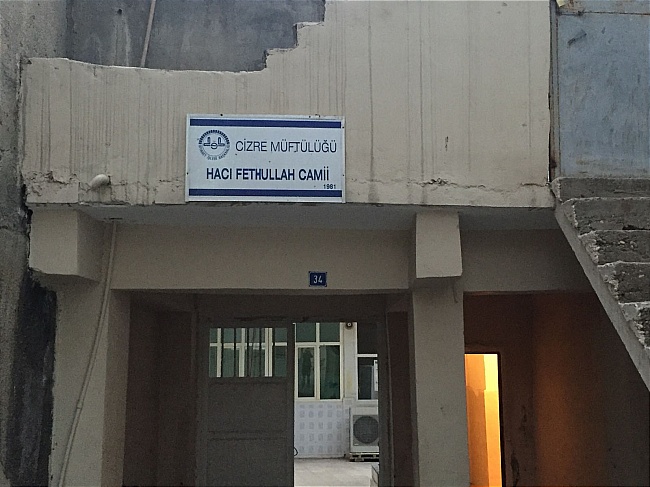 CİZRE MÜFTÜLÜĞÜ
HACI FETHULLAH CAMİİ
1981
34